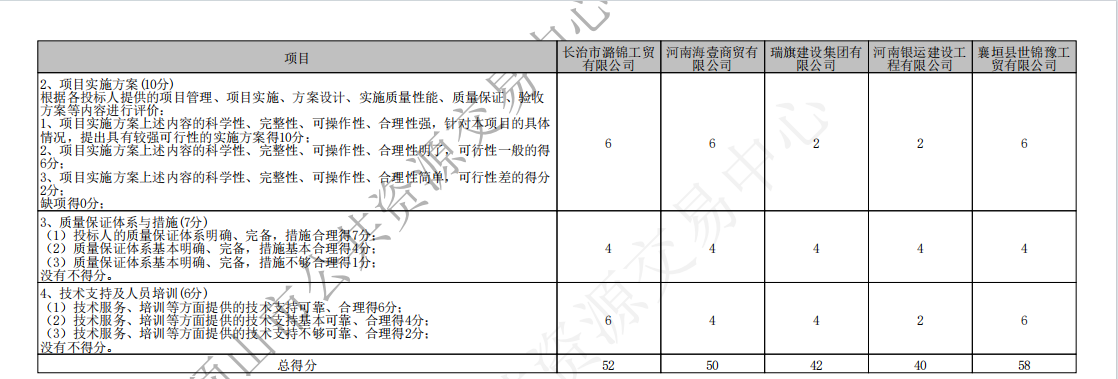 项目
长治市潞锦工贸
有限公司
河南海壹商贸有
限公司
瑞旗建设集团有
限公司
河南银运建设工
程有限公司
襄垣县世锦豫工
贸有限公司
2、项目实施方案(10分)
根据各投标人提供的项目管理、项目实施、方案设计、实施质量性能、质量保证、验收
方案等内容进行评价:
1、项目实施方案上述内容的科学性、完整性、可操作性、合理性强,针对本项目的具体
情况,提出具有较强可行性的实施方案得10分;
2、项目实施方案上述内容的科学性、完整性、可操作性、合理性明了,可行性一般的得
6分;
3、项目实施方案上述内容的科学性、完整性、可操作性、合理性简单,可行性差的得分
2分;
缺项得0分;
6 6 2 2 6
3、质量保证体系与措施(7分)
(1)投标人的质量保证体系明确、完备,措施合理得7分;
(2)质量保证体系基本明确、完备,措施基本合理得4分;
(3)质量保证体系基本明确、完备,措施不够合理得1分;
没有不得分。
4 4 4 4 4
4、技术支持及人员培训(6分)
(1)技术服务、培训等方面提供的技术支持可靠、合理得6分;
(2)技术服务、培训等方面提供的技术支持基本可靠、合理得4分;
(3)技术服务、培训等方面提供的技术支持不够可靠、合理得2分;
没有不得分。
6 4 4 2 6
总得分 52 50 42 40 58
顶山市公共资源交易中心
资源交易中心